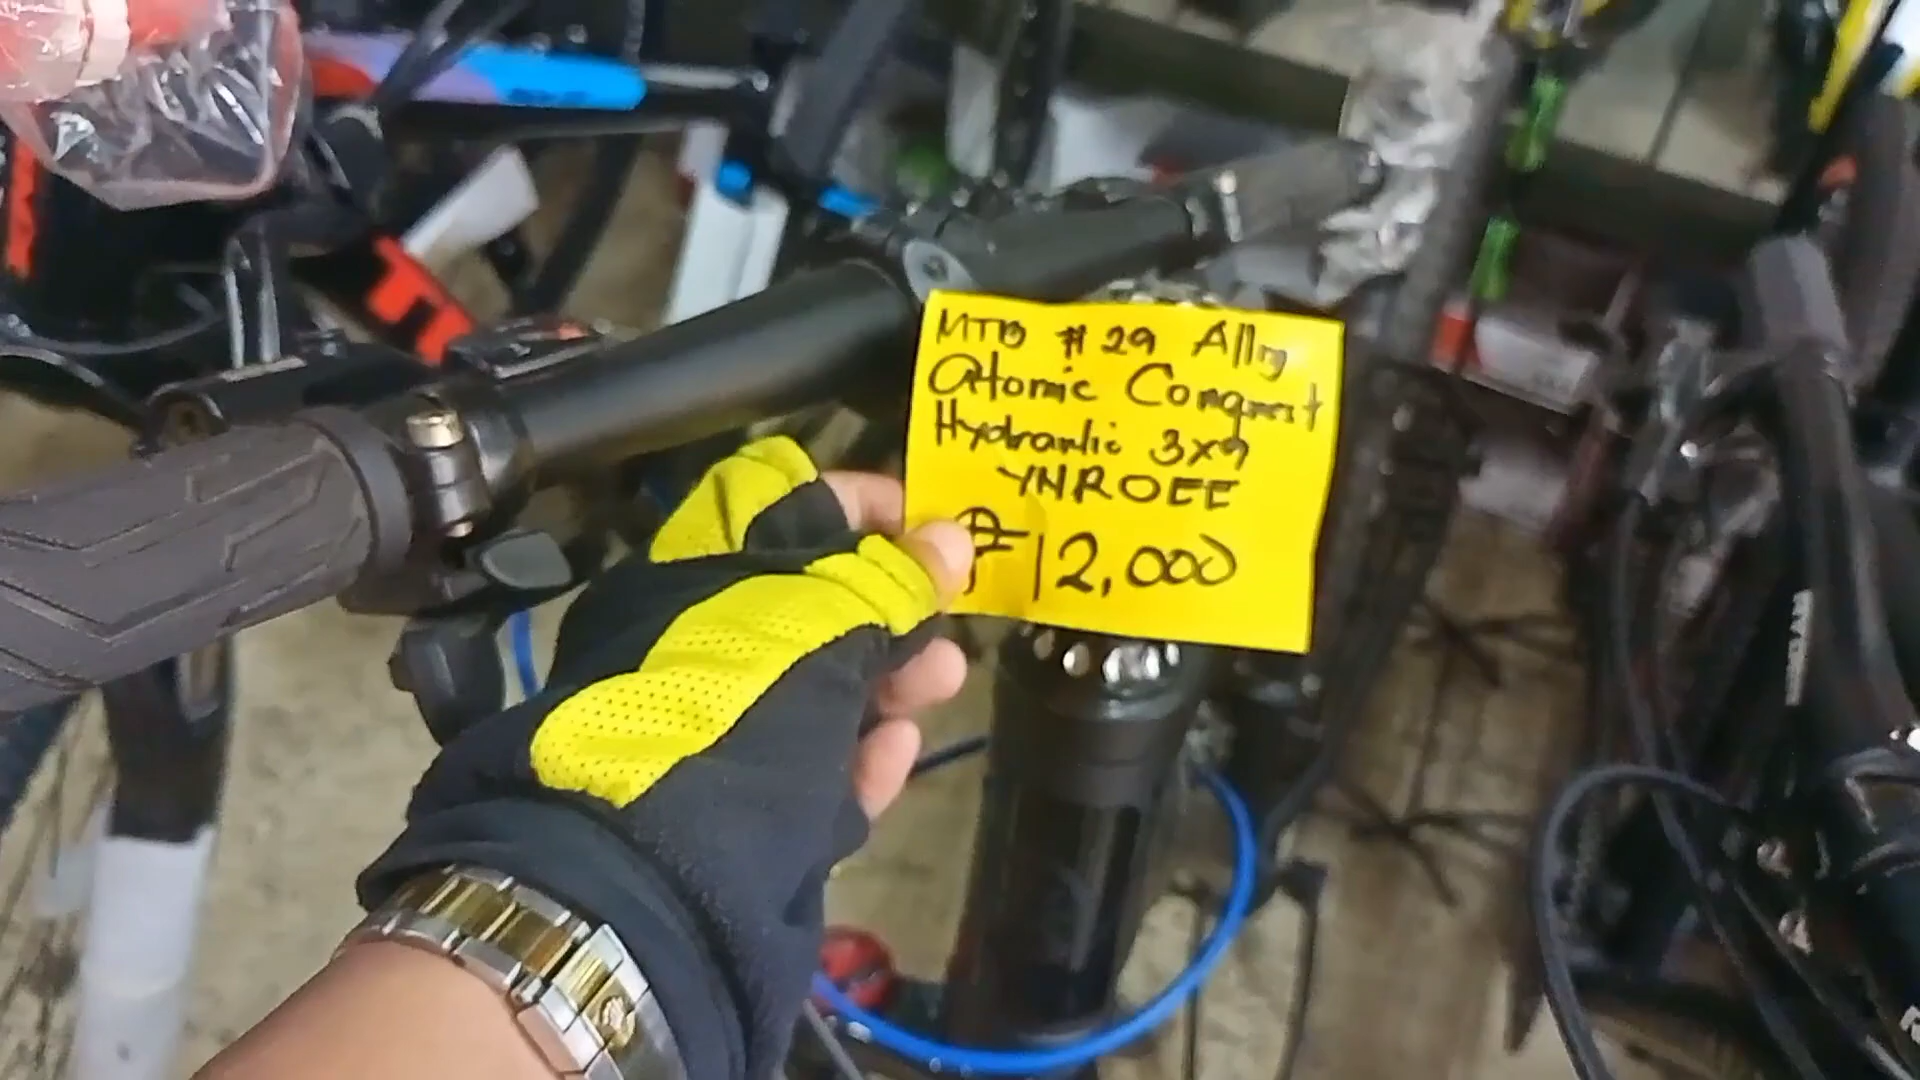 MTB # 29 Alloy
Atomic Conquest
Hydraulic 3x9
YNROEE
₱ 12,000